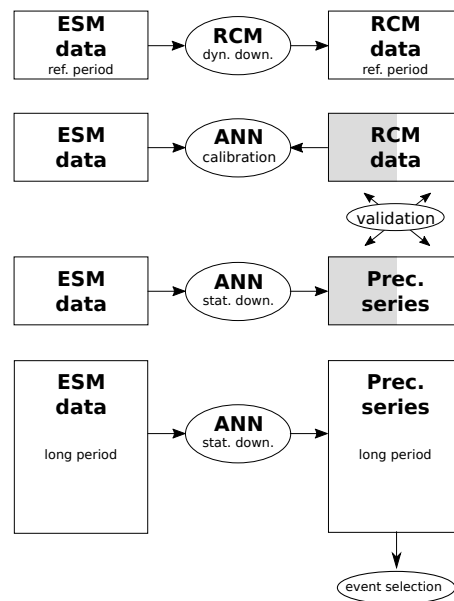 ESM
data
ref. period
RCM
dyn. down.
RCM
data
ref. period
ESM
data
ANN
calibration
RCM
data
validation
ESM
data
ANN
stat. down.
Prec.
series
ESM
data
long period
ANN
stat. down.
Prec.
series
long period
event selection